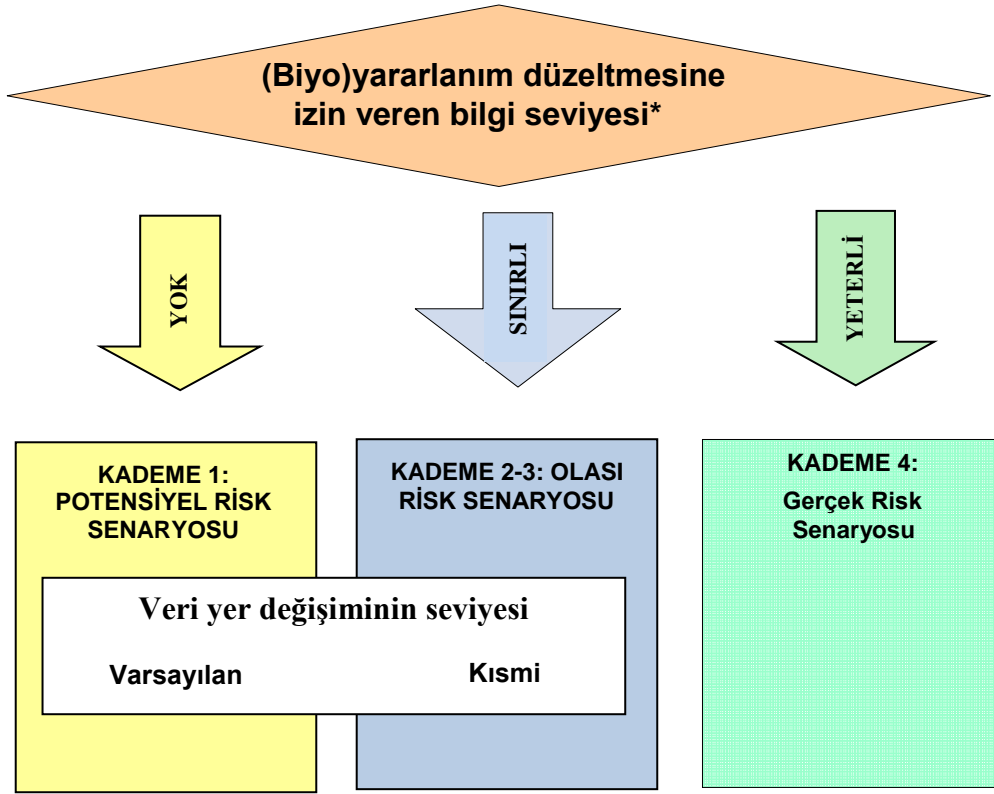 (Biyo)yararlanım düzeltmesine
izin veren bilgi seviyesi*
YOK
SINIRLI
YETERLİ
KADEME 1:
POTENSİYEL RİSK
SENARYOSU
KADEME 2-3: OLASI
RİSK SENARYOSU
KADEME 4:
Gerçek Risk
Senaryosu
Veri yer değişiminin seviyesi
Varsayılan
Kısmi